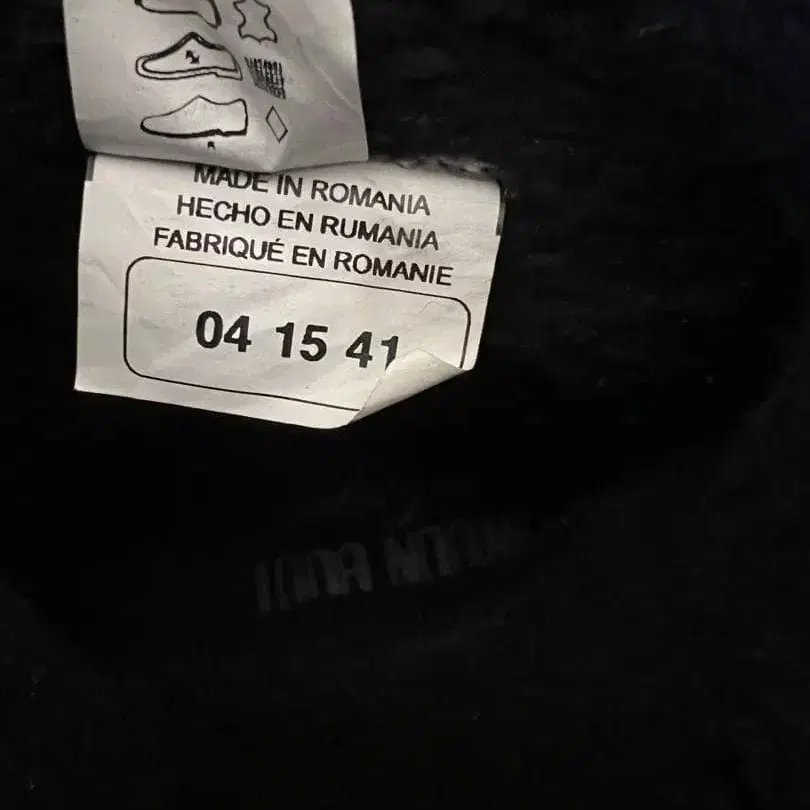 MADE IN ROMANIA
HECHO EN RUMANIA
FABRIQUÉ EN ROMANIE
04 15 41